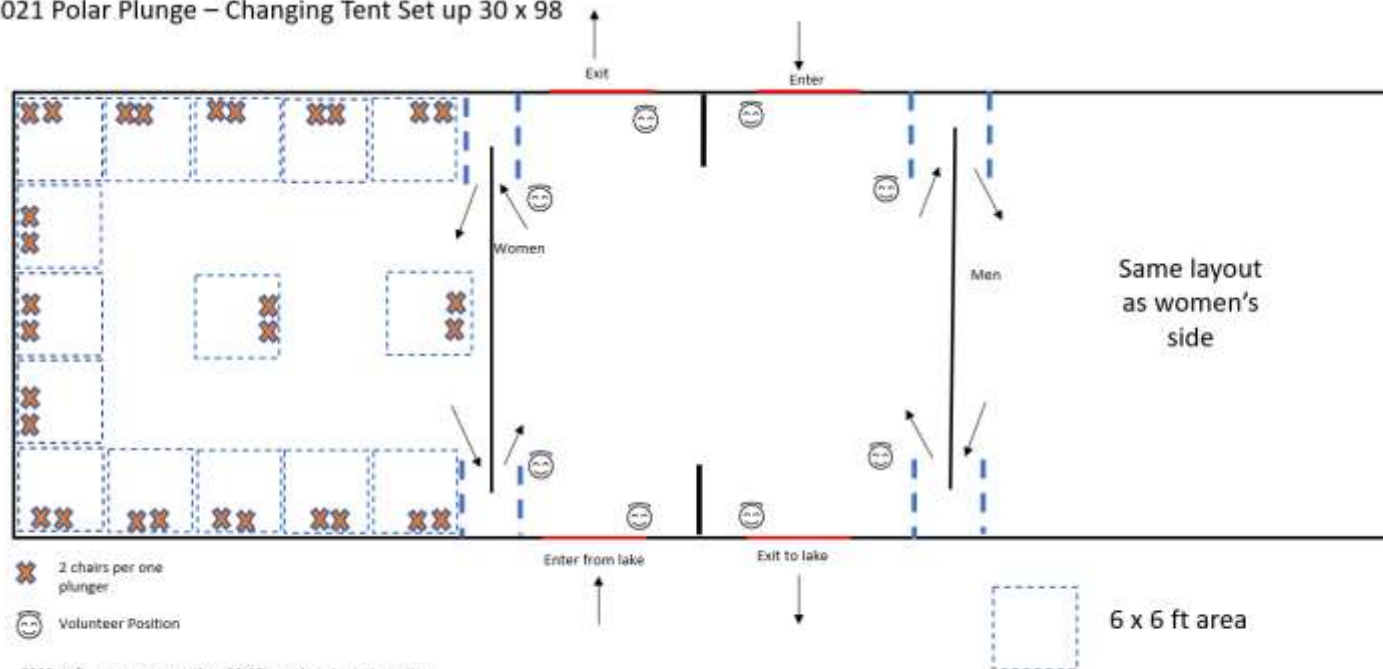 021 Polar Plunge – Changing Tent Set up 30 x 98
Exit
Enter
Women
Men
Same layout
as women's
side
Enter from lake
Exit to lake
2 chairs per one
plunger
Volunteer Position
6 x 6 ft area